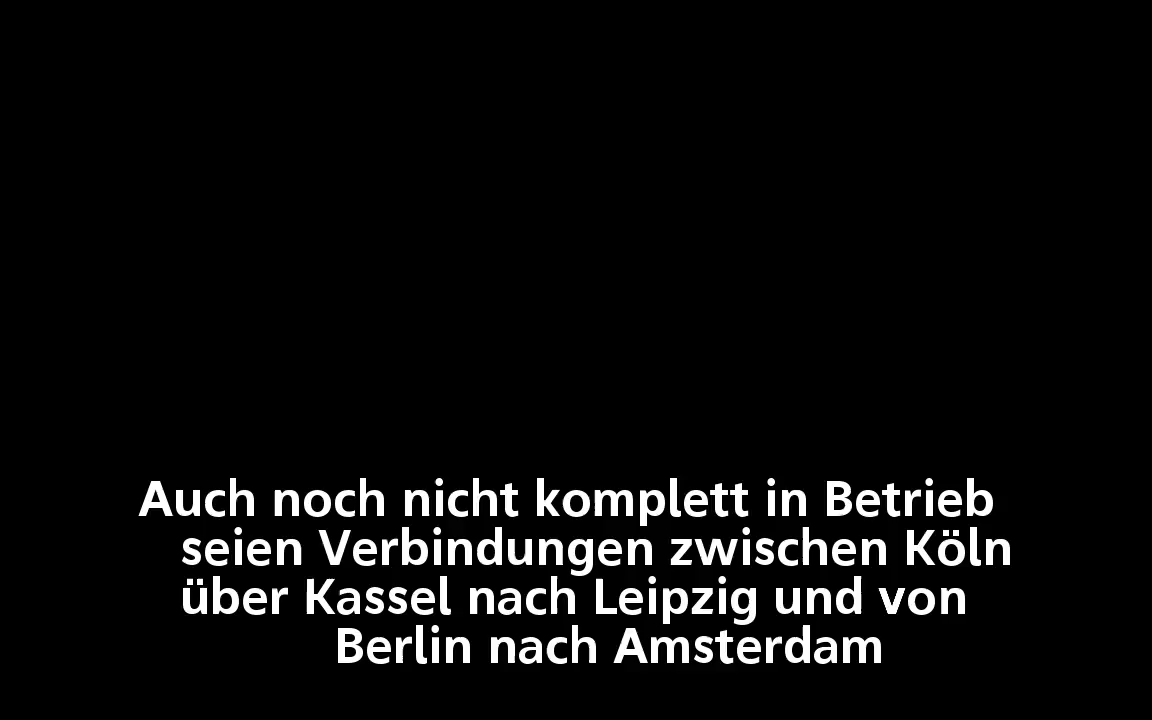 Auch noch nicht komplett in Betrieb
seien Verbindungen zwischen Köln
über Kassel nach Leipzig und von
Berlin nach Amsterdam